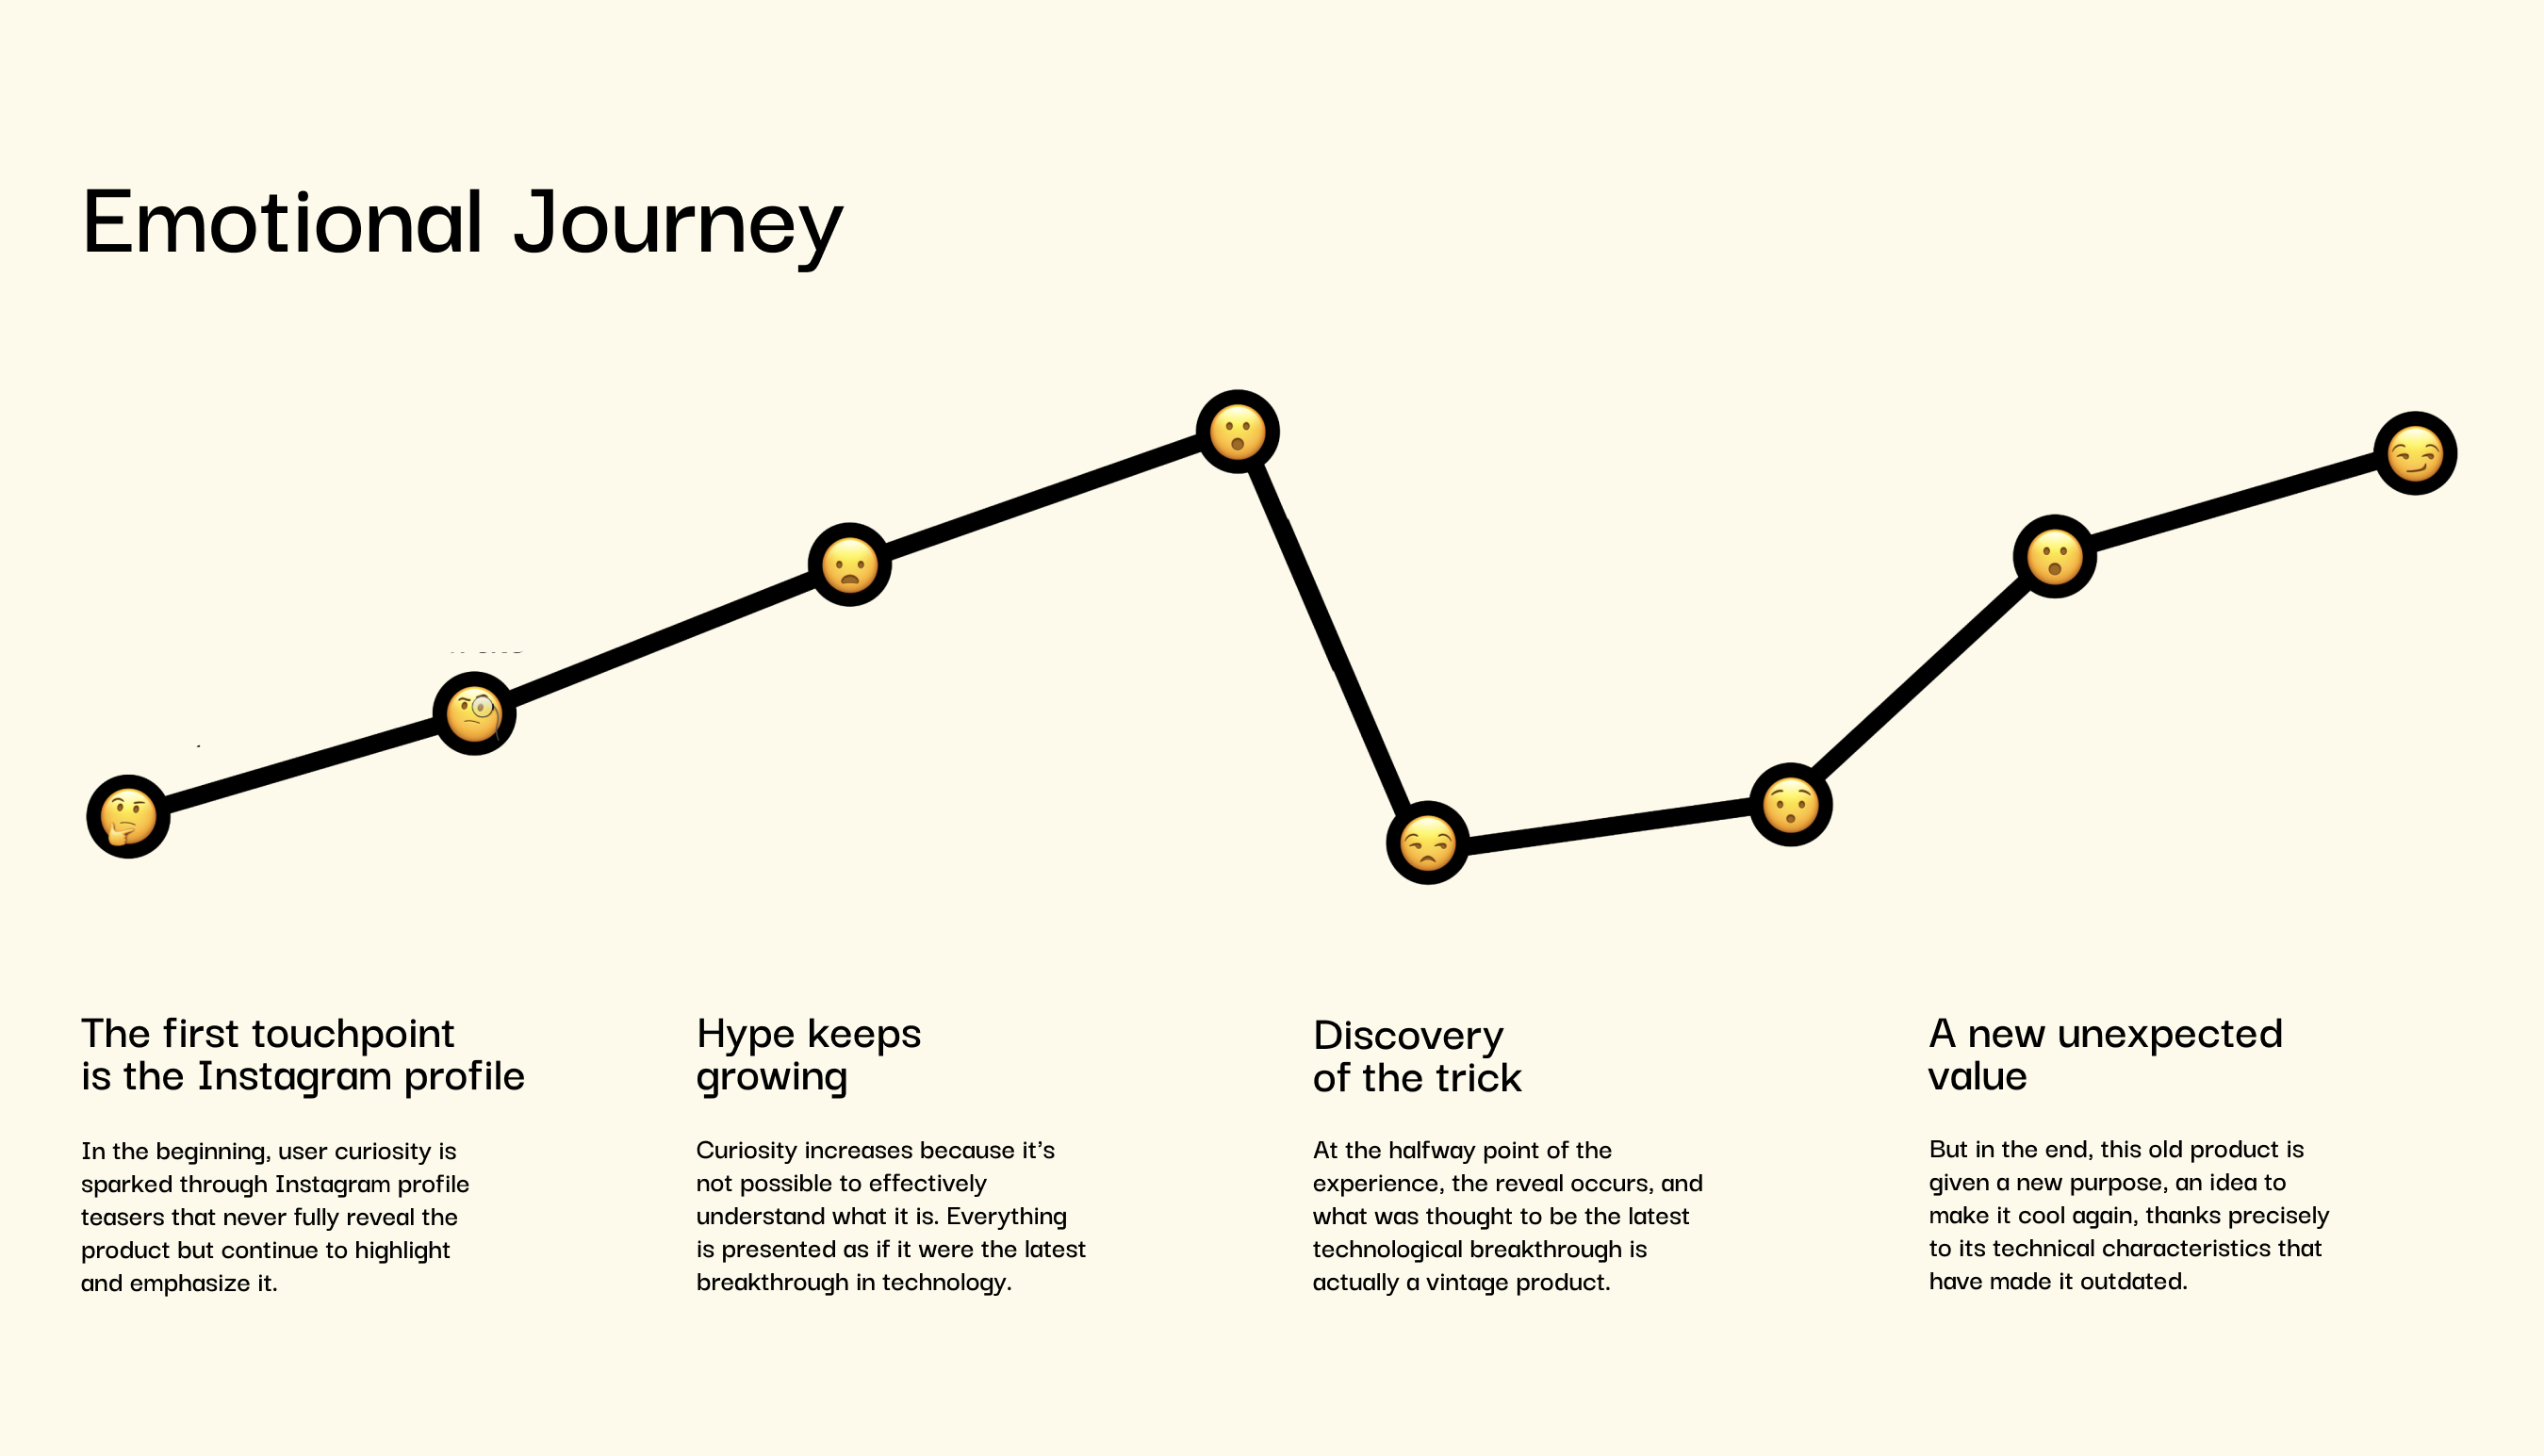 Emotional Journey
The first touchpoint
is the Instagram profile
In the beginning, user curiosity is
sparked through Instagram profile
teasers that never fully reveal the
product but continue to highlight
and emphasize it.
Hype keeps
growing
Curiosity increases because it’s
not possible to effectively
understand what it is. Everything
is presented as if it were the latest
breakthrough in technology.
Discovery
of the trick
At the halfway point of the
experience, the reveal occurs, and
what was thought to be the latest
technological breakthrough is
actually a vintage product.
A new unexpected
value
But in the end, this old product is
given a new purpose, an idea to
make it cool again, thanks precisely
to its technical characteristics that
have made it outdated.